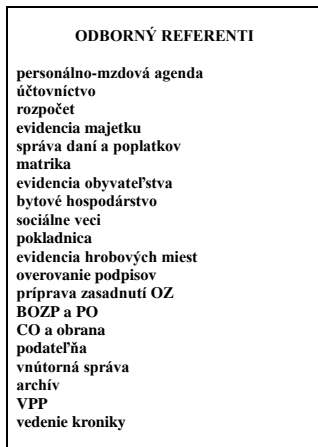 ODBORNÝ REFERENTI
personálno-mzdová agenda
účtovníctvo
rozpočet
evidencia majetku
správa daní a poplatkov
matrika
evidencia obyvateľstva
bytové hospodárstvo
sociálne veci
pokladnica
evidencia hrobových miest
overovanie podpisov
príprava zasadnutí OZ
BOZP a PO
CO a obrana
podateľňa
vnútorná správa
archív
VPP
vedenie kroniky